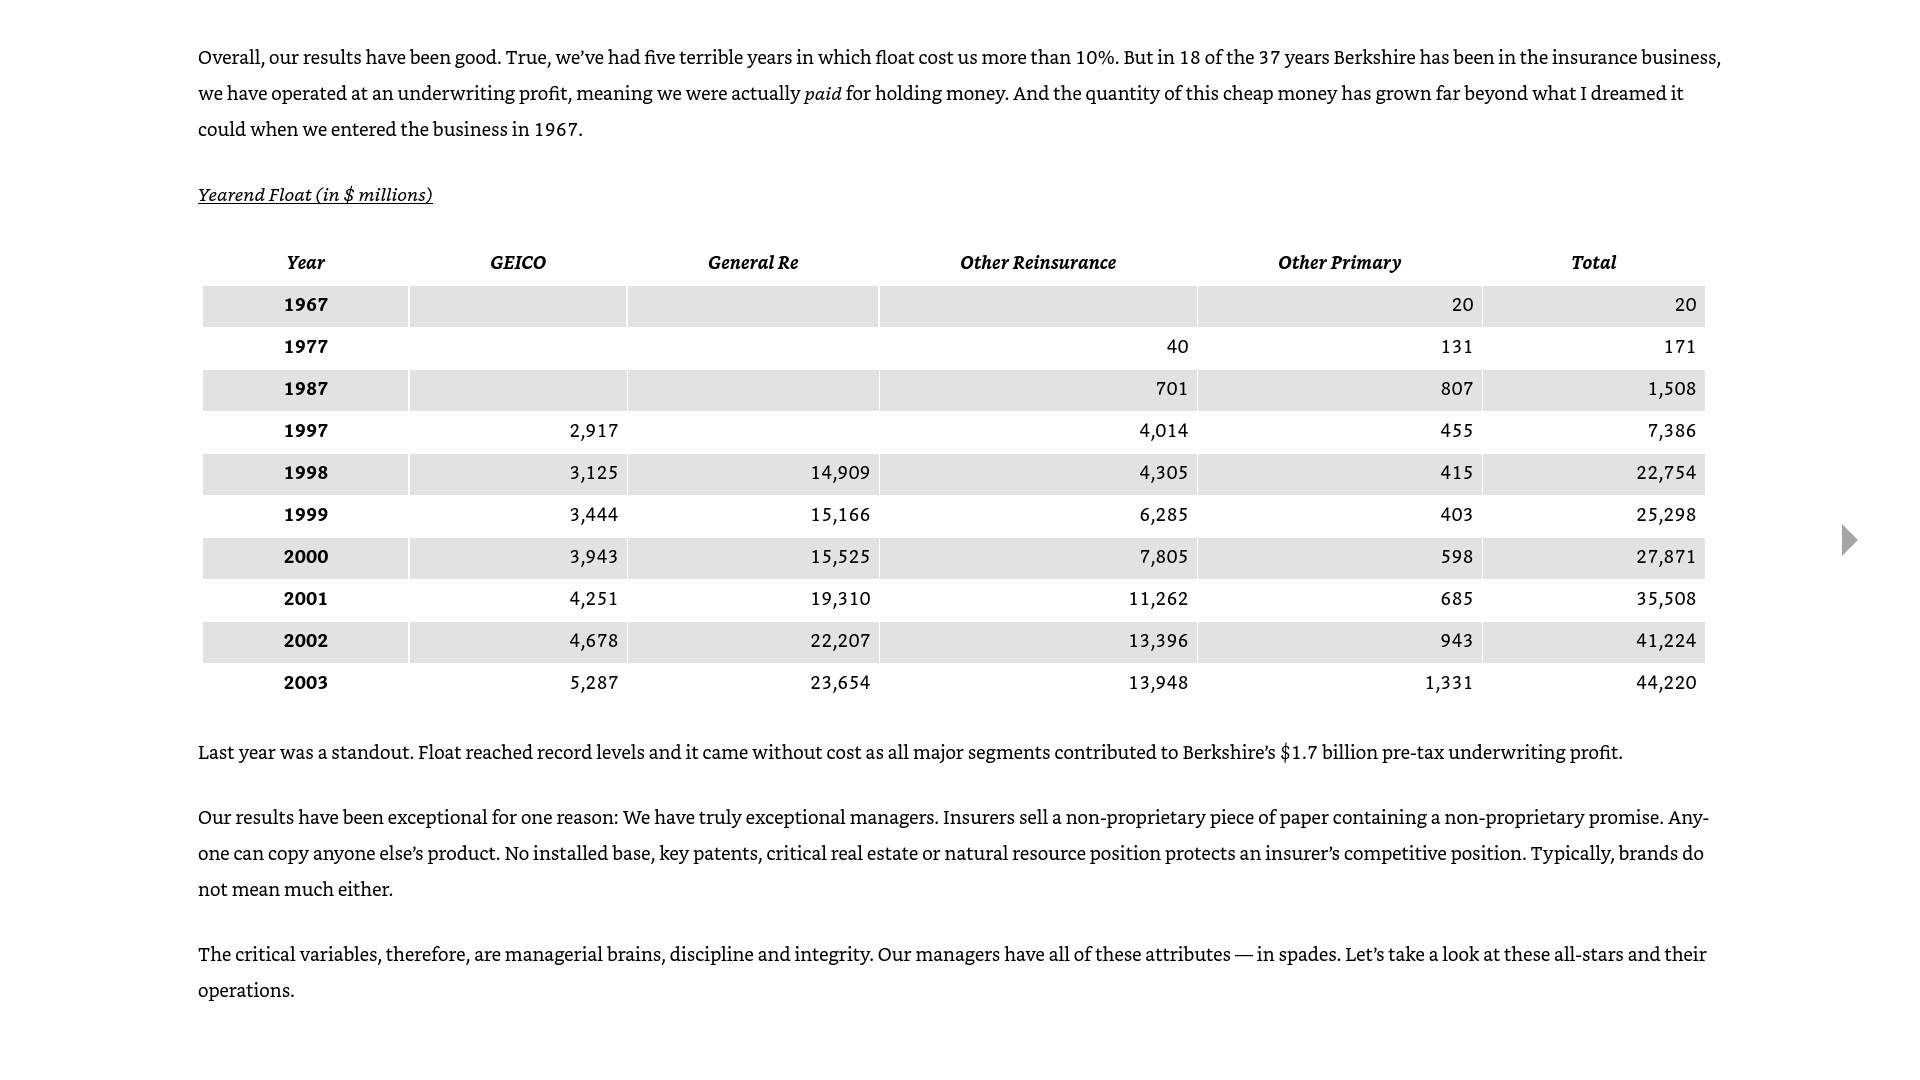 Overall, our results have been good. True, we’ve had five terrible years in which float cost us more than 10%. But in 18 of the 37 years Berkshire has been in the insurance business,
we have operated at an underwriting profit, meaning we were actually paid for holding money. And the quantity of this cheap money has grown far beyond what I dreamed it
could when we entered the business in 1967.
Yearend Float (in $ millions)
Year GEICO General Re Other Reinsurance Other Primary Total
1967 20 20
1977 40 131 171
1987 701 807 1,508
1997 2,917 4,014 455 7,386
1998 3,125 14,909 4,305 415 22,754
1999 3,444 15,166 6,285 403 25,298
2000 3,943 15,525 7,805 598 27,871
2001 4,251 19,310 11,262 685 35,508
2002 4,678 22,207 13,396 943 41,224
2003 5,287 23,654 13,948 1,331 44,220
Last year was a standout. Float reached record levels and it came without cost as all major segments contributed to Berkshire’s $1.7 billion pre-tax underwriting profit.
Our results have been exceptional for one reason: We have truly exceptional managers. Insurers sell a non-proprietary piece of paper containing a non-proprietary promise. Any-
one can copy anyone else’s product. No installed base, key patents, critical real estate or natural resource position protects an insurer’s competitive position. Typically, brands do
not mean much either.
The critical variables, therefore, are managerial brains, discipline and integrity. Our managers have all of these attributes — in spades. Let’s take a look at these all-stars and their
operations.